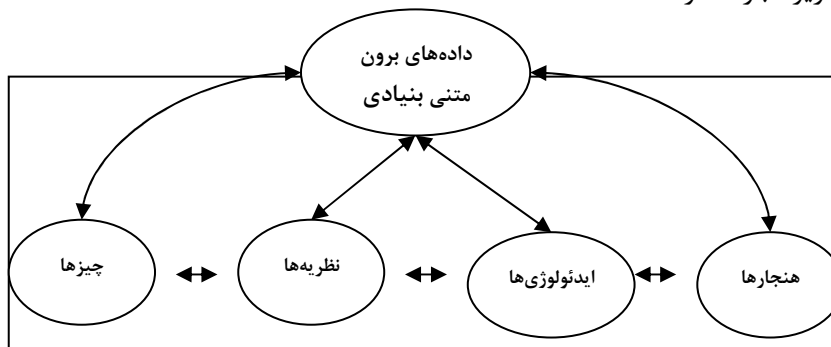 داده‌های برون
متنی بنیادی
هنجارها
ایدئولوژی‌ها
نظریه‌ها
چیزها